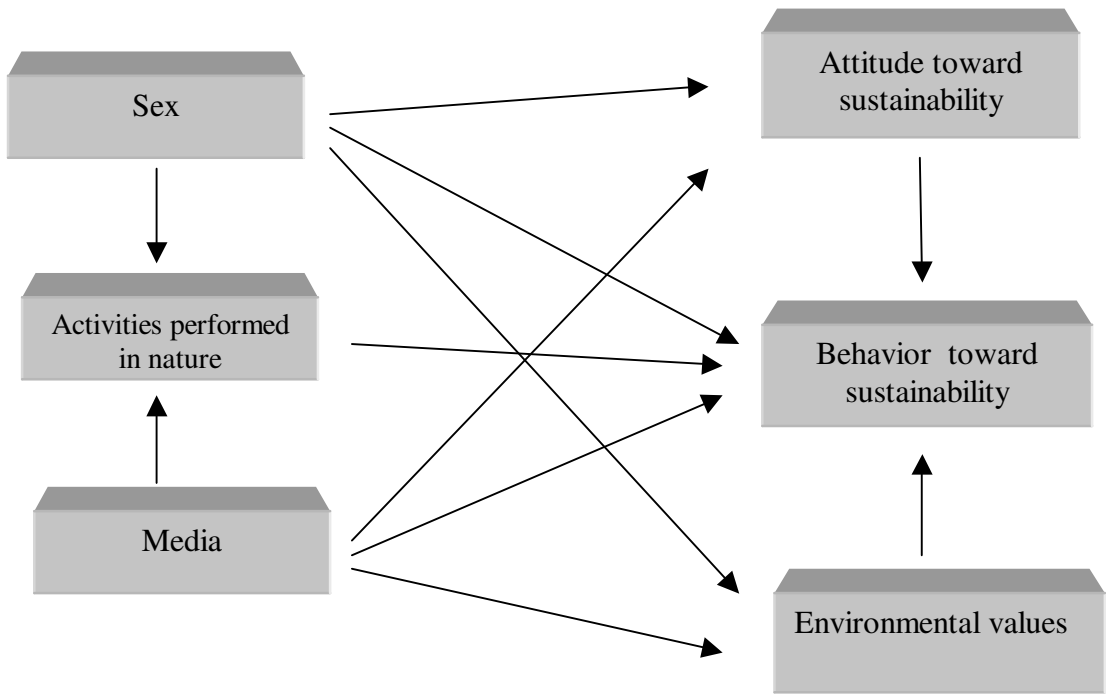 Sex
Activities performed
in nature
Media
Attitude toward
sustainability
Behavior toward
sustainability
Environmental values